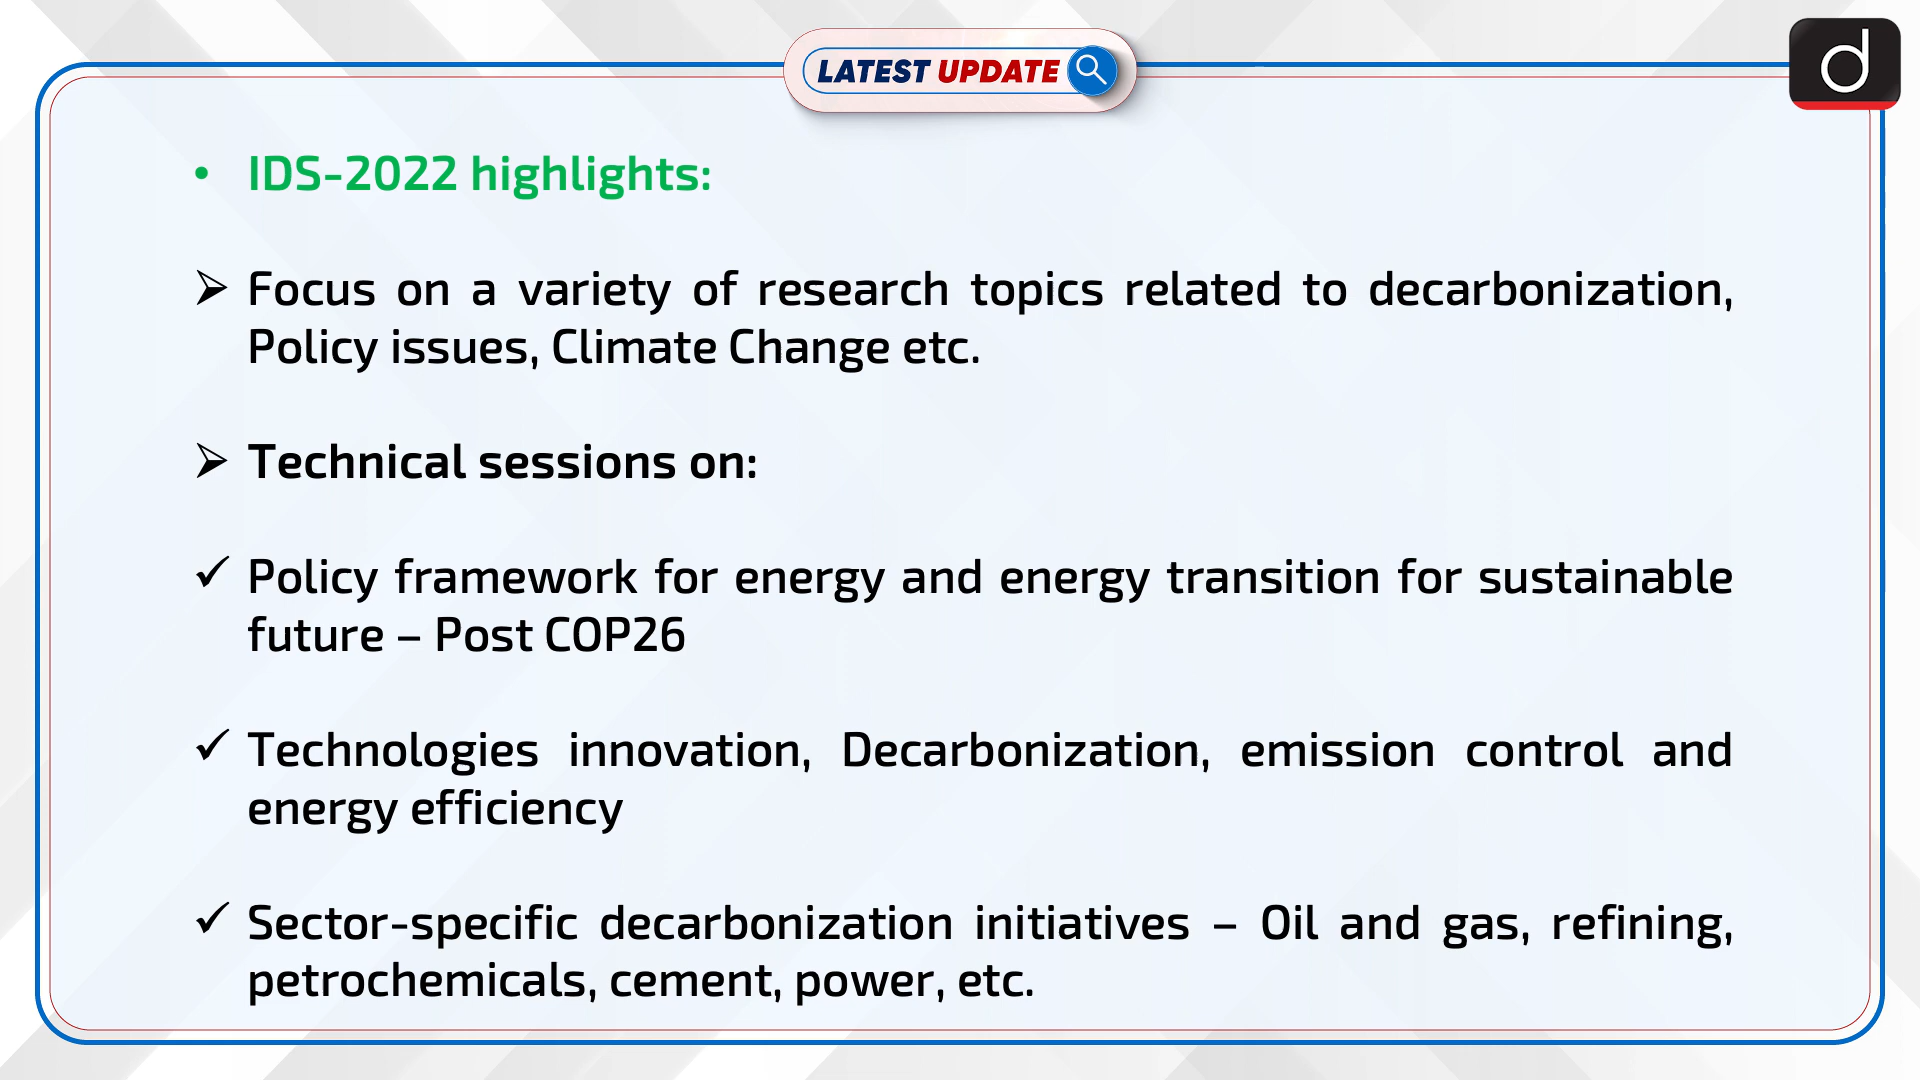 LATEST UPDATE
d
• IDS-2022 highlights:
➢ Focus on a variety of research topics related to decarbonization,
Policy issues, Climate Change etc.
➢ Technical sessions on:
✓ Policy framework for energy and energy transition for sustainable
future – Post COP26
✓ Technologies innovation, Decarbonization, emission control and
energy efficiency
✓ Sector-specific decarbonization initiatives – Oil and gas, refining,
petrochemicals, cement, power, etc.